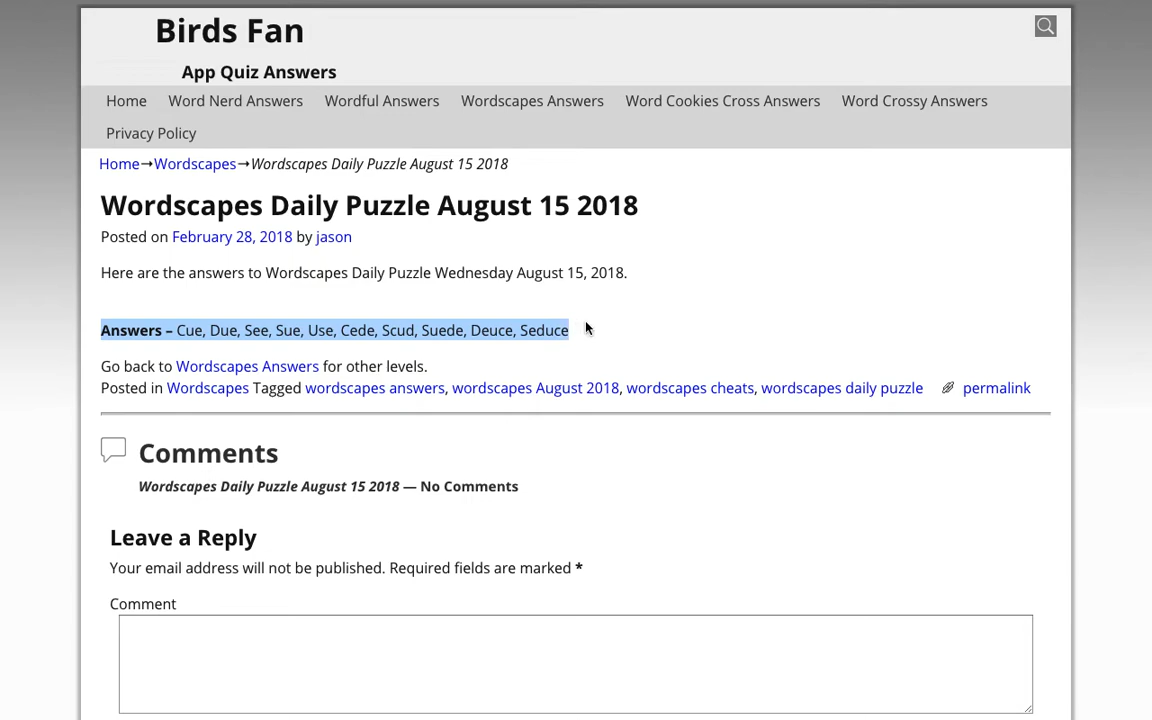 Birds Fan
App Quiz Answers
Home Word Nerd Answers Wordful Answers Wordscapes Answers Word Cookies Cross Answers Word Crossy Answers
Privacy Policy
Home→Wordscapes→Wordscapes Daily Puzzle August 15 2018
Wordscapes Daily Puzzle August 15 2018
Posted on February 28, 2018 by jason
Here are the answers to Wordscapes Daily Puzzle Wednesday August 15, 2018.
Answers – Cue, Due, See, Sue, Use, Cede, Scud, Suede, Deuce, Seduce
Go back to Wordscapes Answers for other levels.
Posted in Wordscapes Tagged wordscapes answers, wordscapes August 2018, wordscapes cheats, wordscapes daily puzzle permalink
Comments
Wordscapes Daily Puzzle August 15 2018 — No Comments
Leave a Reply
Your email address will not be published. Required fields are marked *
Comment